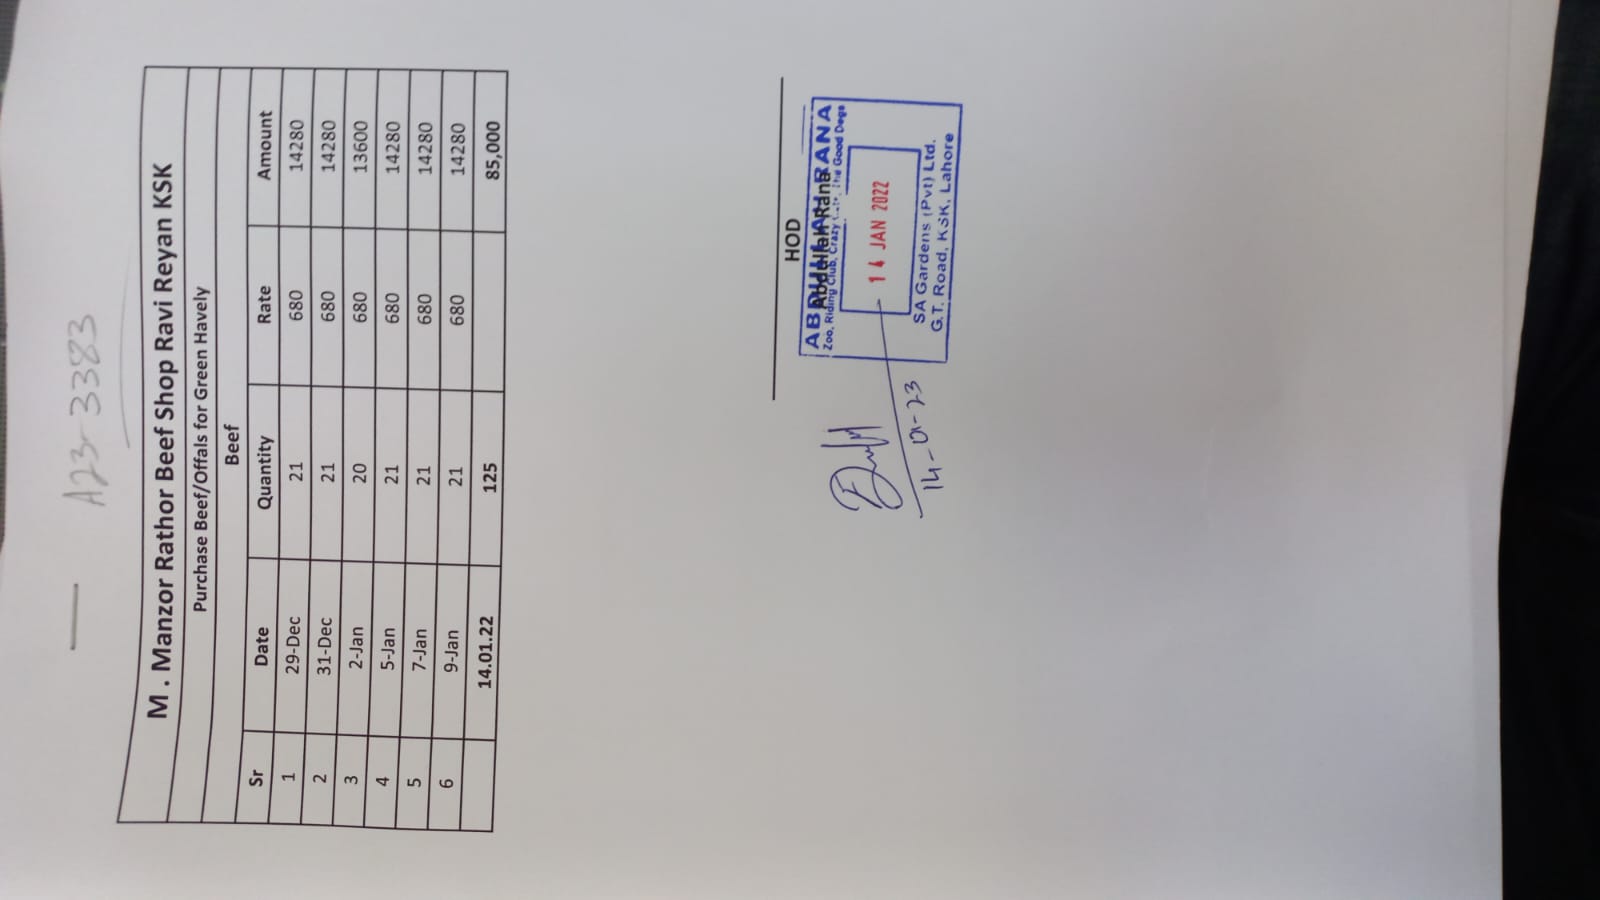 A23-3383
M . Manzor Rathor Beef Shop Ravi Reyan KSK
Purchase Beef/Offals for Green Havely
Beef
Sr Date Quantity Rate Amount
1 29-Dec 21 680 14280
2 31-Dec 21 680 14280
3 2-Jan 20 680 13600
4 5-Jan 21 680 14280
5 7-Jan 21 680 14280
6 9-Jan 21 680 14280
14.01.22 125 85,000
HOD
ABDULLAH RANA
Abdullah Rana
Zoo, Riding Club, Crazy The Good Dogs
14 JAN 2022
SA Gardens (Pvt) Ltd.
G.T. Road, KSK, Lahore
14-01-23